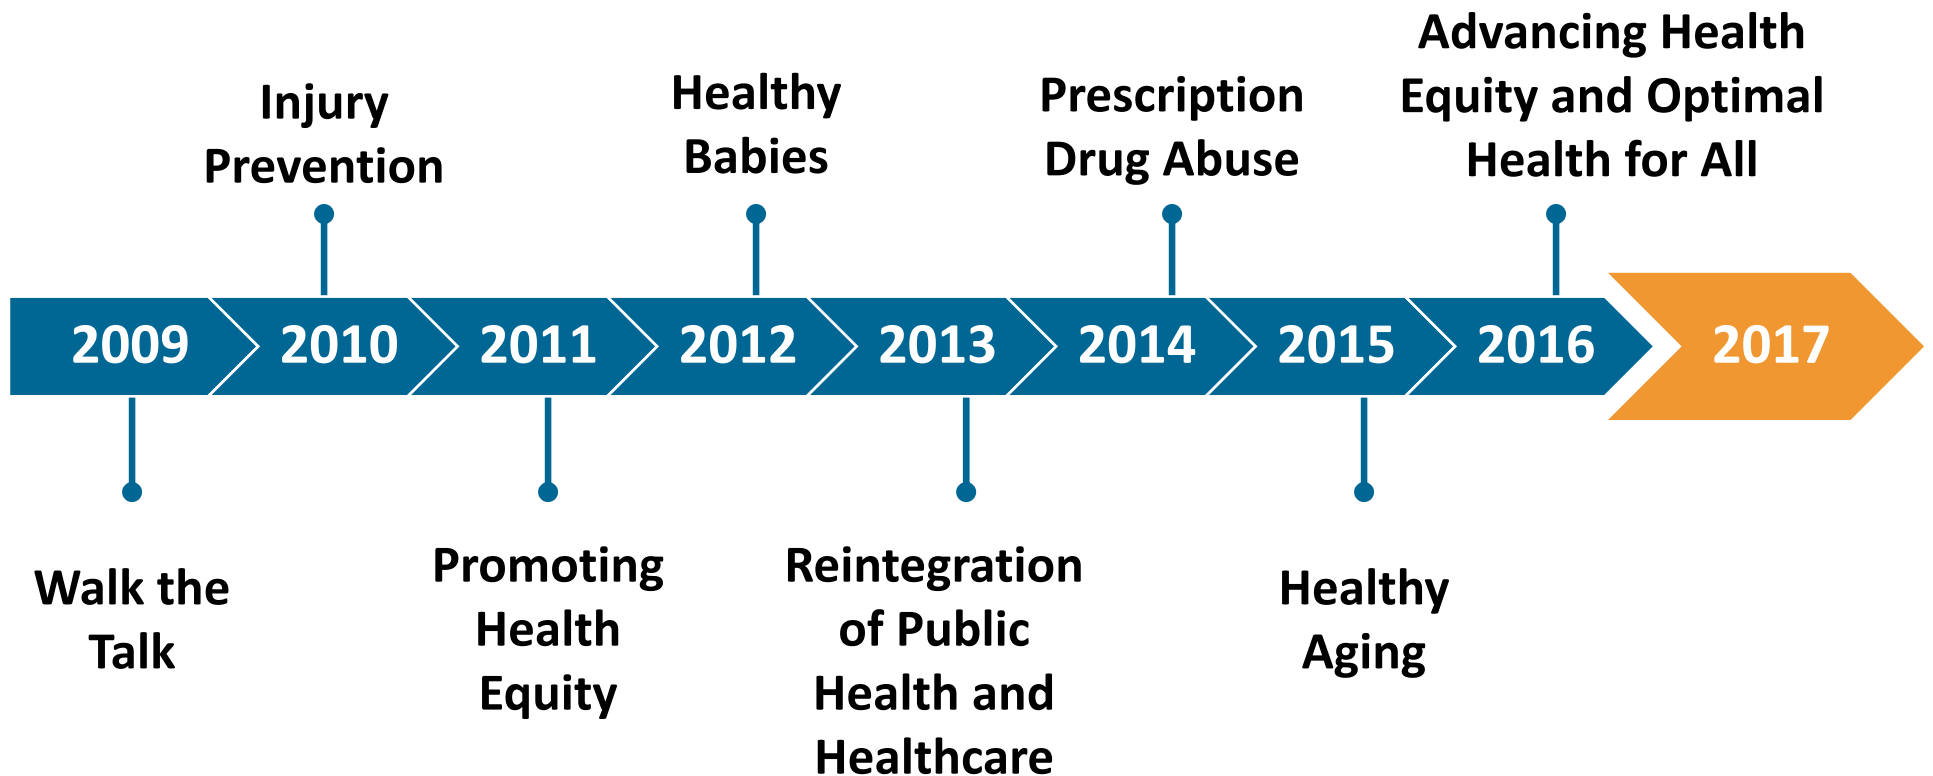 Advancing Health
Equity and Optimal
Health for All
Injury
Prevention
Healthy
Babies
Prescription
Drug Abuse
2009
2010
2011
2012
2013
2014
2015
2016
2017
Walk the
Talk
Promoting
Health
Equity
Reintegration
of Public
Health and
Healthcare
Healthy
Aging